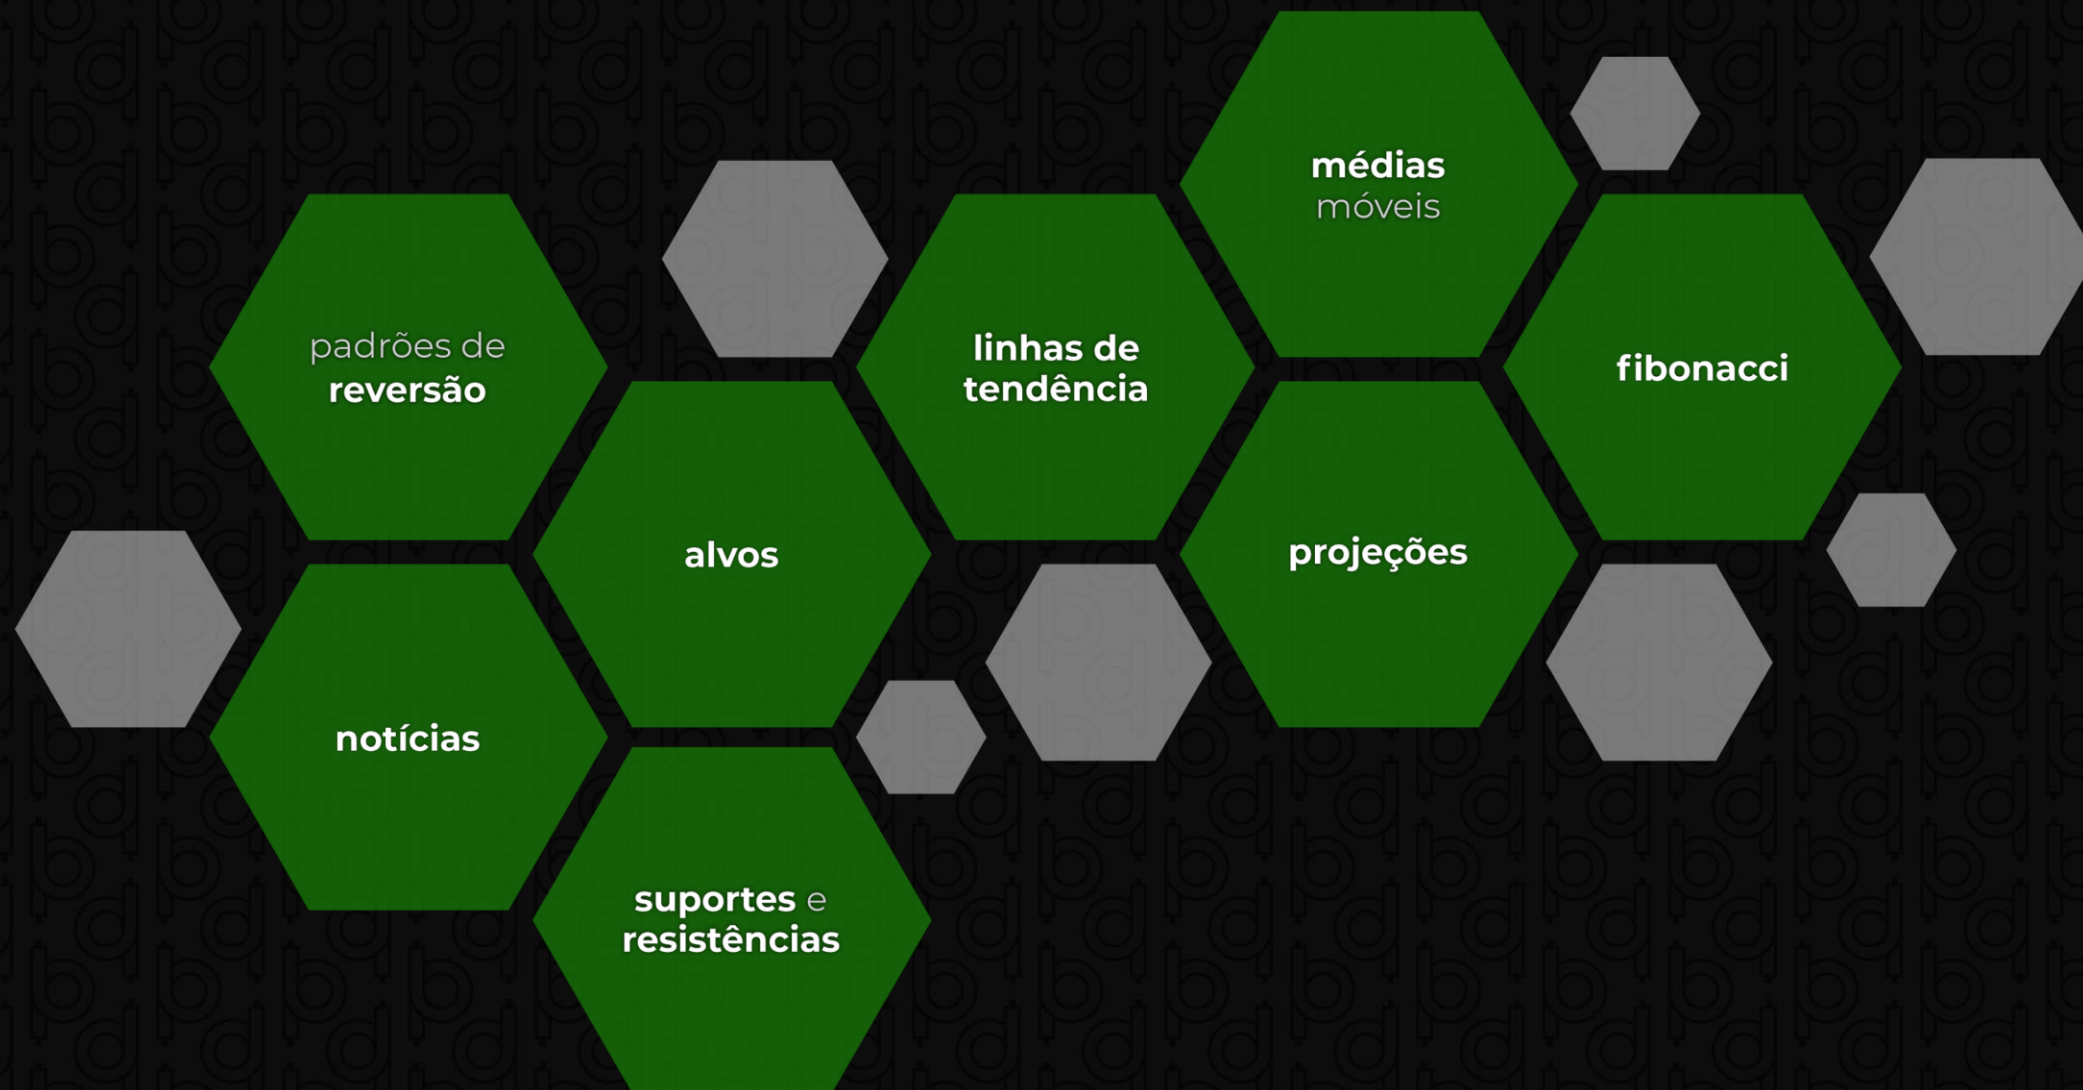 médias
móveis
padrões de
reversão
linhas de
tendência
fibonacci
alvos
projeções
notícias
suportes e
resistências